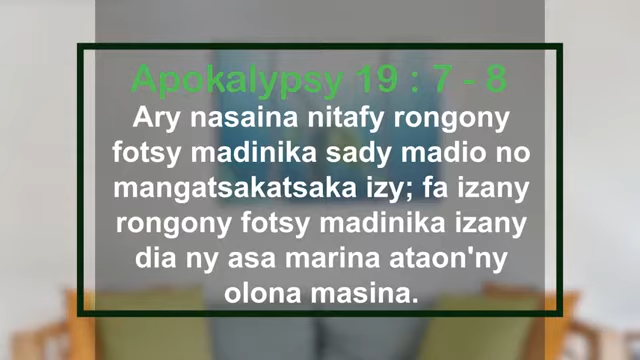 Apokalypsy 19 : 7 - 8
Ary nasaina nitafy rongony
fotsy madinika sady madio no
mangatsakatsaka izy; fa izany
rongony fotsy madinika izany
dia ny asa marina ataon'ny
olona masina.